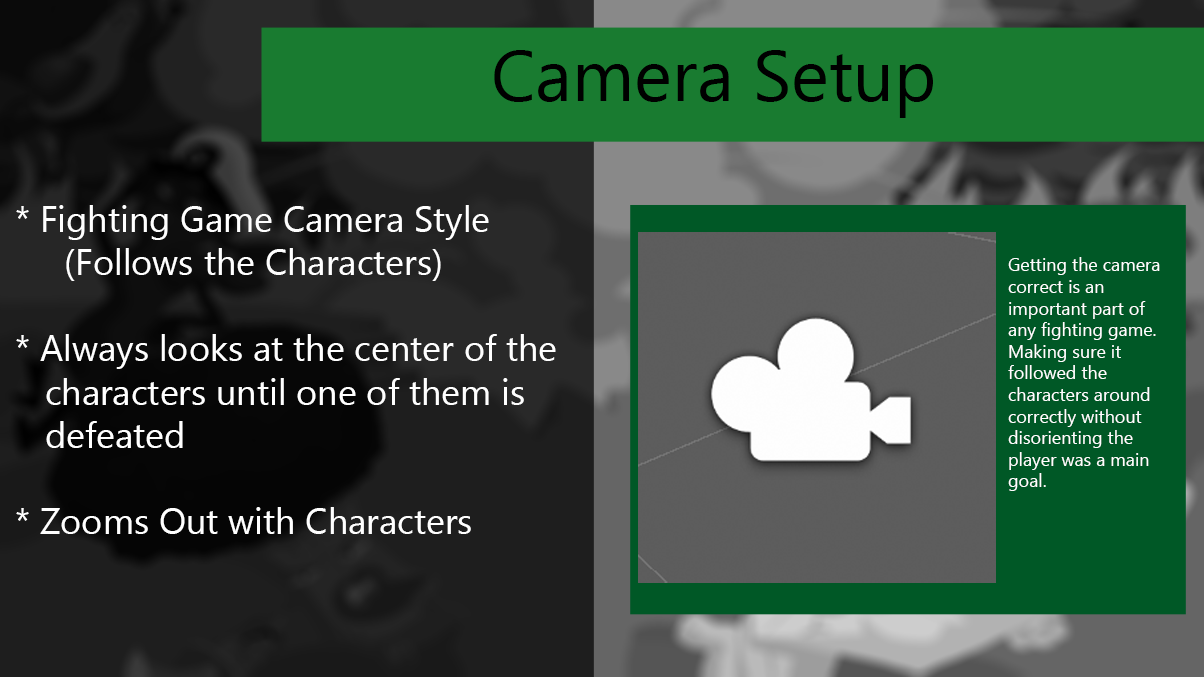 Camera Setup
* Fighting Game Camera Style
(Follows the Characters)
* Always looks at the center of the
characters until one of them is
defeated
* Zooms Out with Characters
Getting the camera
correct is an
important part of
any fighting game.
Making sure it
followed the
characters around
correctly without
disorienting the
player was a main
goal.